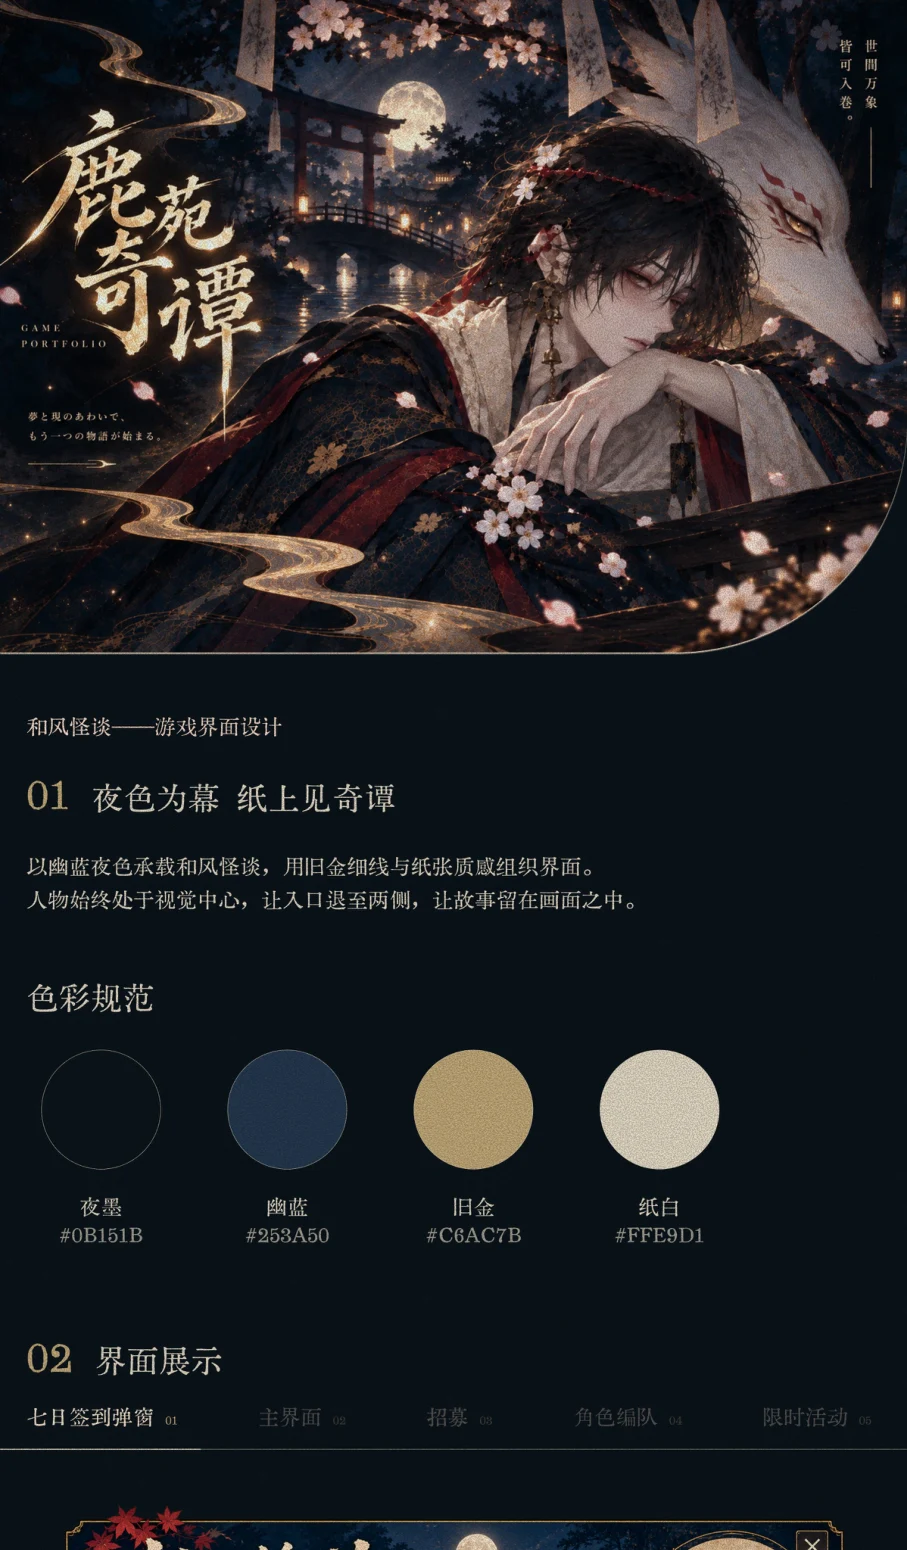 世間万象
皆可入卷。
鹿苑
奇谭
GAME
PORTFOLIO
夢と現のあわいで、
もう一つの物語が始まる。
和风怪谈——游戏界面设计
01 夜色为幕 纸上见奇谭
以幽蓝夜色承载和风怪谈，用旧金细线与纸张质感组织界面。
人物始终处于视觉中心，让入口退至两侧，让故事留在画面之中。
色彩规范
夜墨 幽蓝 旧金 纸白
#0B151B #253A50 #C6AC7B #FFE9D1
02 界面展示
七日签到弹窗 01 主界面 02 招募 03 角色编队 04 限时活动 05